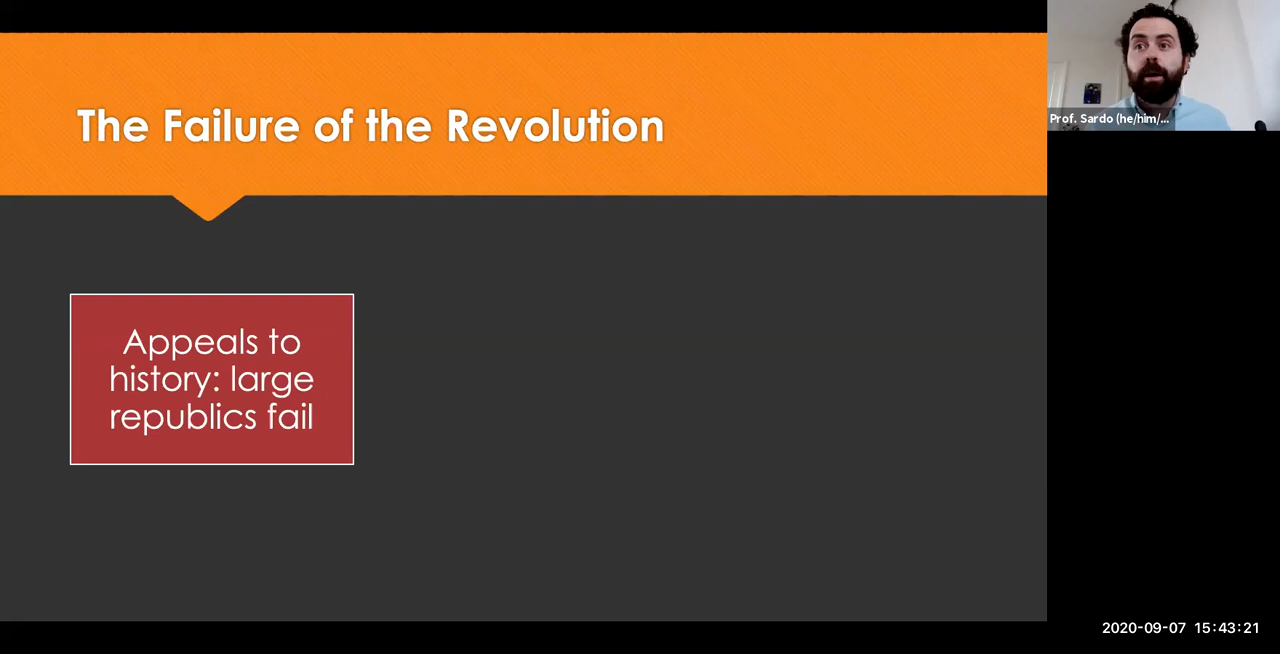 The Failure of the Revolution
Prof. Sardo (he/him/...
Appeals to
history: large
republics fail
2020-09-07 15:43:21